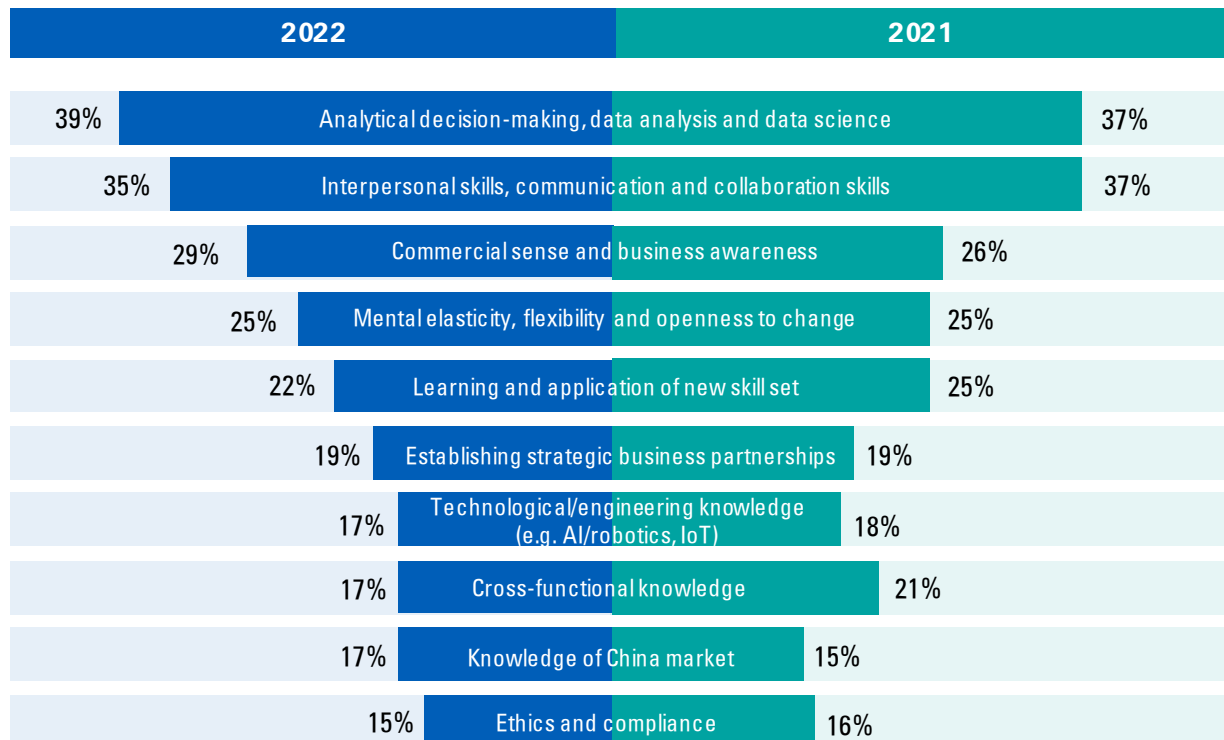 2022 2021
39% Analytical decision-making, data analysis and data science 37%
35% Interpersonal skills, communication and collaboration skills 37%
29% Commercial sense and business awareness 26%
25% Mental elasticity, flexibility and openness to change 25%
22% Learning and application of new skill set 25%
19% Establishing strategic business partnerships 19%
Technological/engineering knowledge
17% (e.g. AI/robotics, IoT) 18%
17% Cross-functional knowledge 21%
17% Knowledge of China market 15%
15% Ethics and compliance 16%